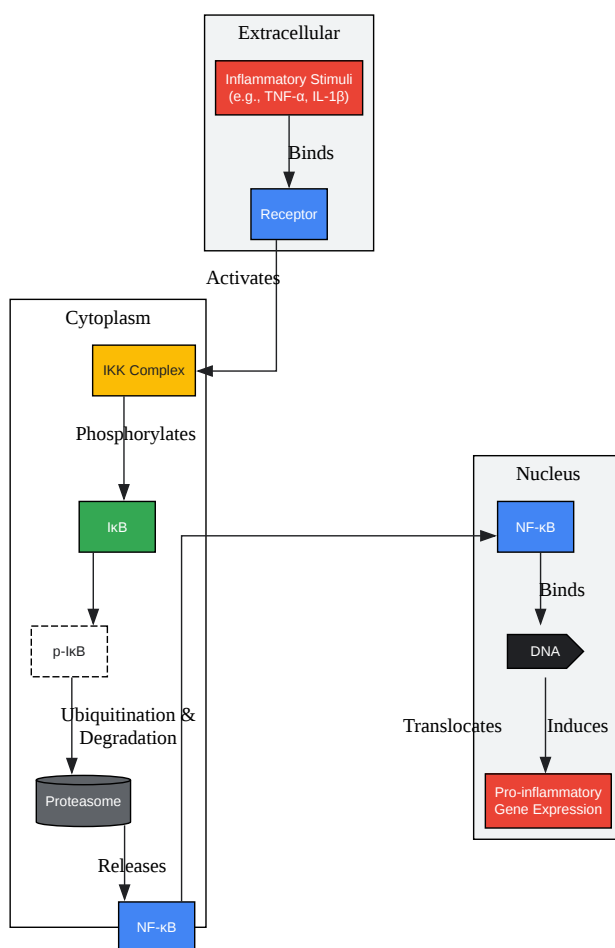 Extracellular
Inflammatory Stimuli
(e.g., TNF-α, IL-1β)
Binds
Receptor
Activates
Cytoplasm
IKK Complex
Phosphorylates
IκB
p-IκB
Ubiquitination &
Degradation
Proteasome
Releases
NF-κB
Translocates
Nucleus
NF-κB
Binds
DNA
Induces
Pro-inflammatory
Gene Expression